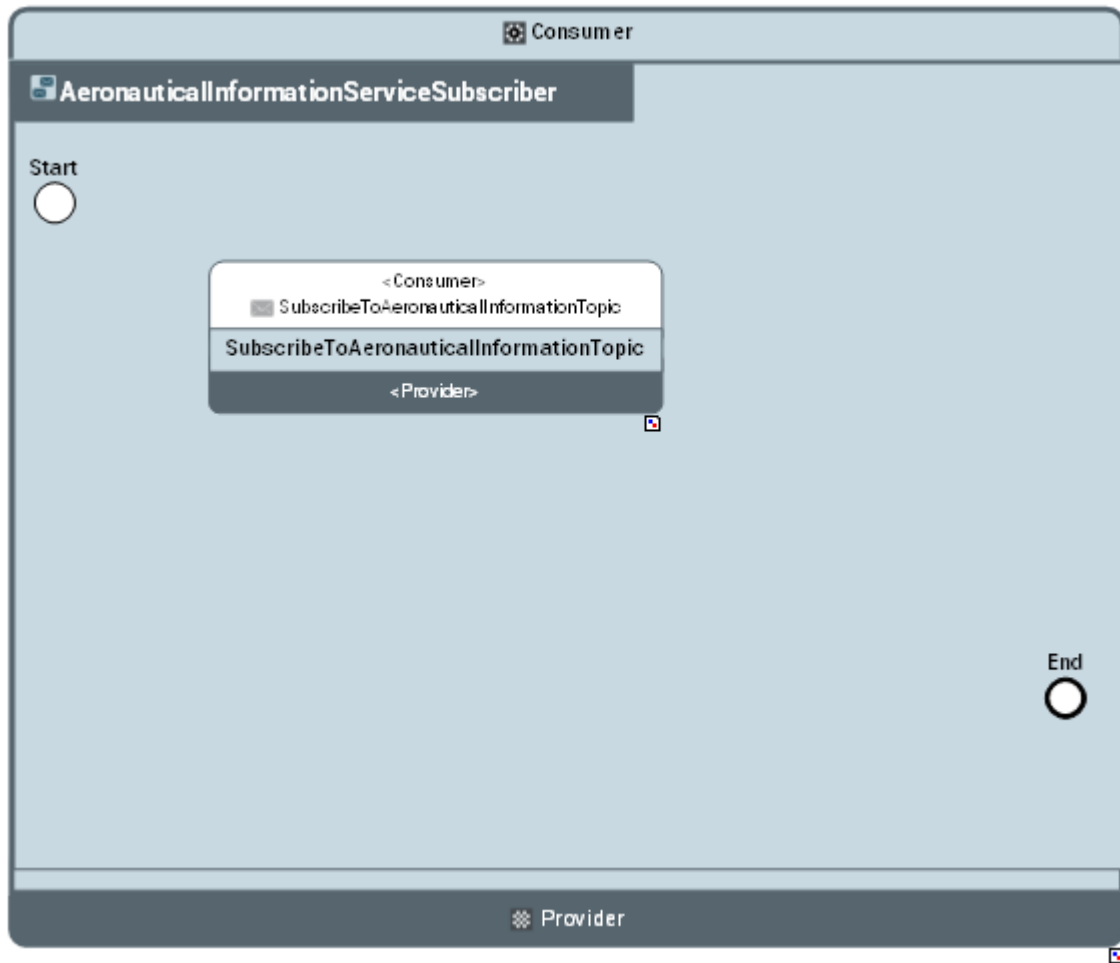 Consumer
AeronauticalInformationServiceSubscriber
Start
<Consumer>
SubscribeToAeronauticalInformationTopic
SubscribeToAeronauticalInformationTopic
<Provider>
End
Provider